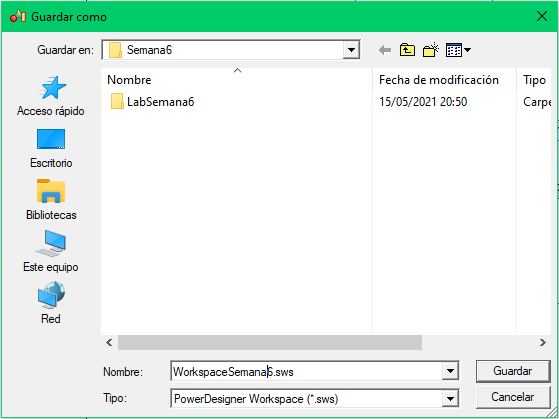 Guardar como
Guardar en: Semana6
Nombre Fecha de modificación Tipo
LabSemana6 15/05/2021 20:50 Carpe
Acceso rápido
Escritorio
Bibliotecas
Este equipo
Red
Nombre: WorkspaceSemana6.sws Guardar
Tipo: PowerDesigner Workspace (*.sws) Cancelar